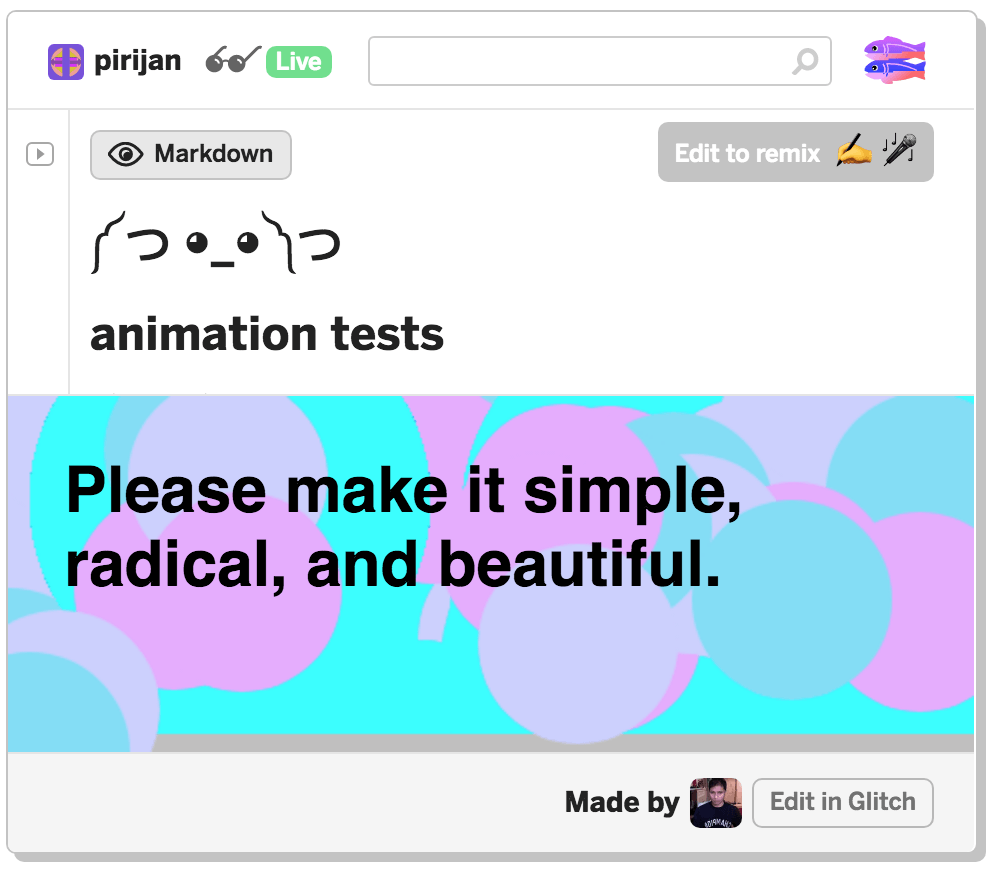 pirijan
Live
Markdown
Edit to remix
༼ つ ◕_◕ ༽つ
animation tests
Please make it simple,
radical, and beautiful.
Made by
Edit in Glitch